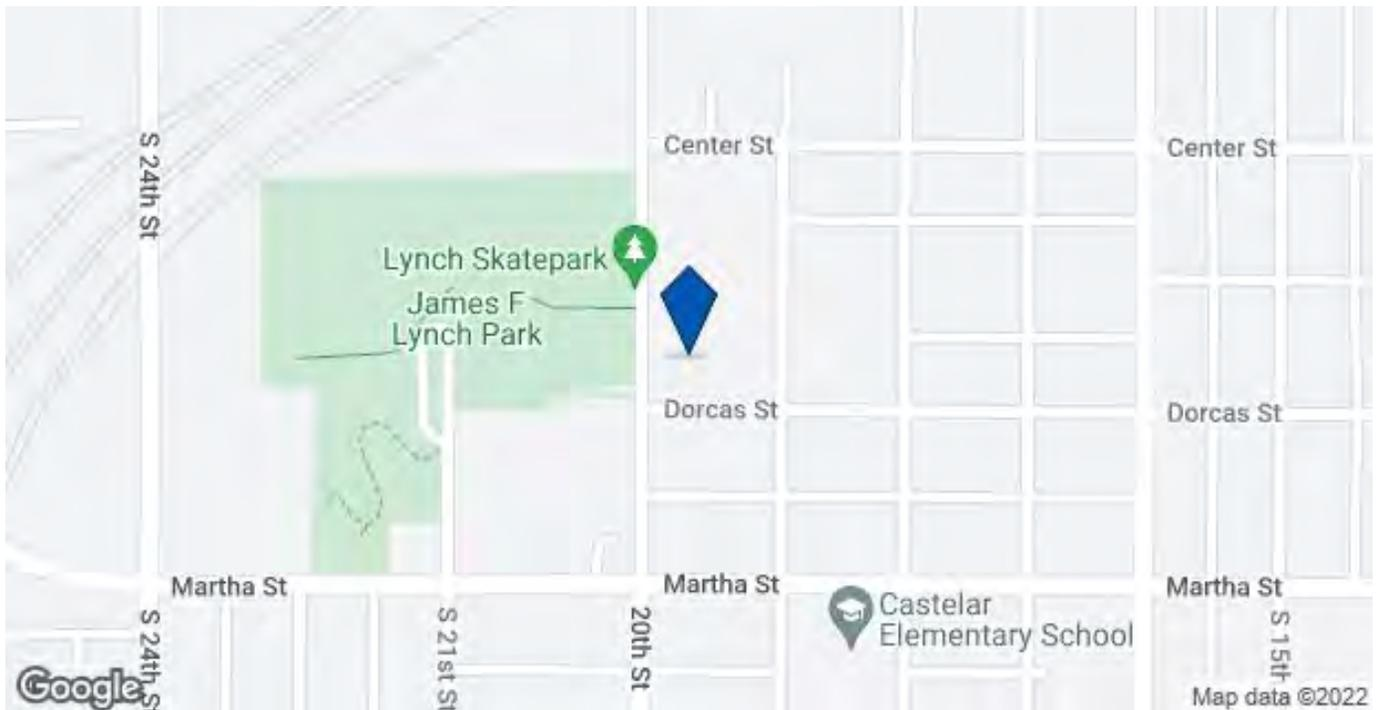 S 24th St
Center St
Center St
Lynch Skatepark
James F
Lynch Park
Dorcas St
Dorcas St
Martha St
Martha St
Martha St
S 24th St
S 21st St
20th St
Castelar
Elementary School
S 15th
Google
Map data ©2022